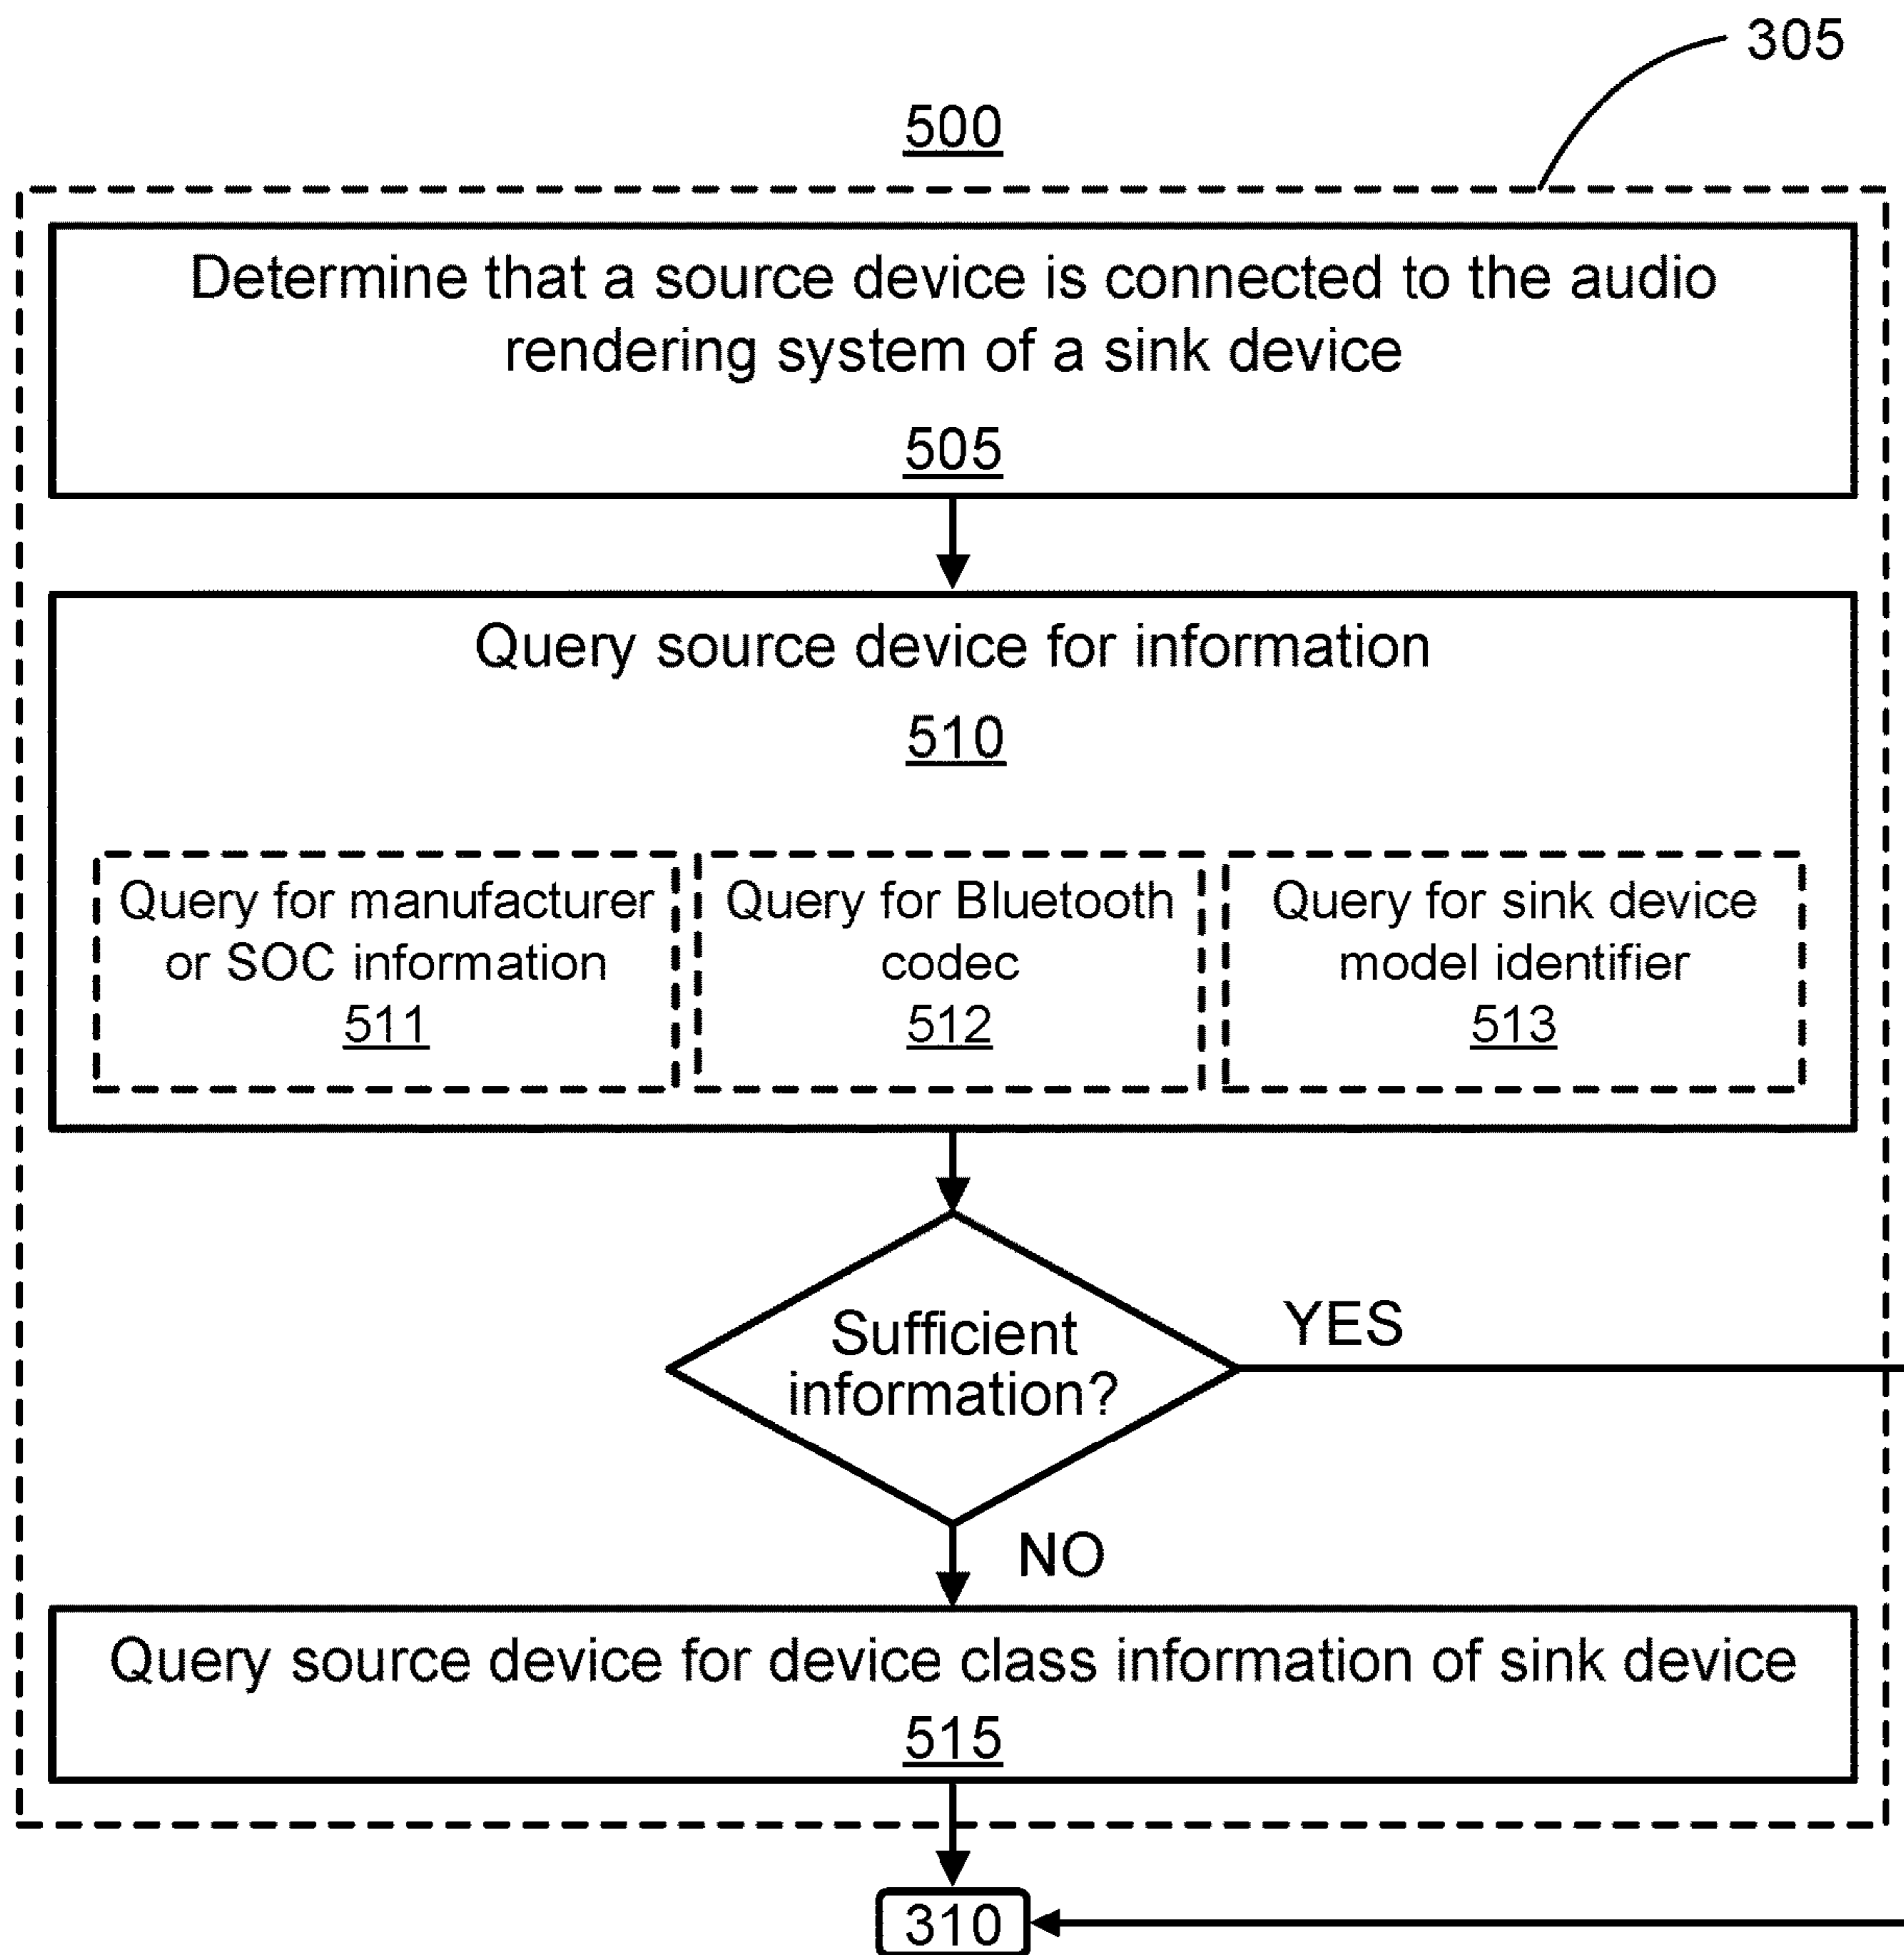 305
500
Determine that a source device is connected to the audio
rendering system of a sink device
505
Query source device for information
510
Query for manufacturer
or SOC information
511
Query for Bluetooth
codec
512
Query for sink device
model identifier
513
Sufficient
information?
YES
NO
Query source device for device class information of sink device
515
310